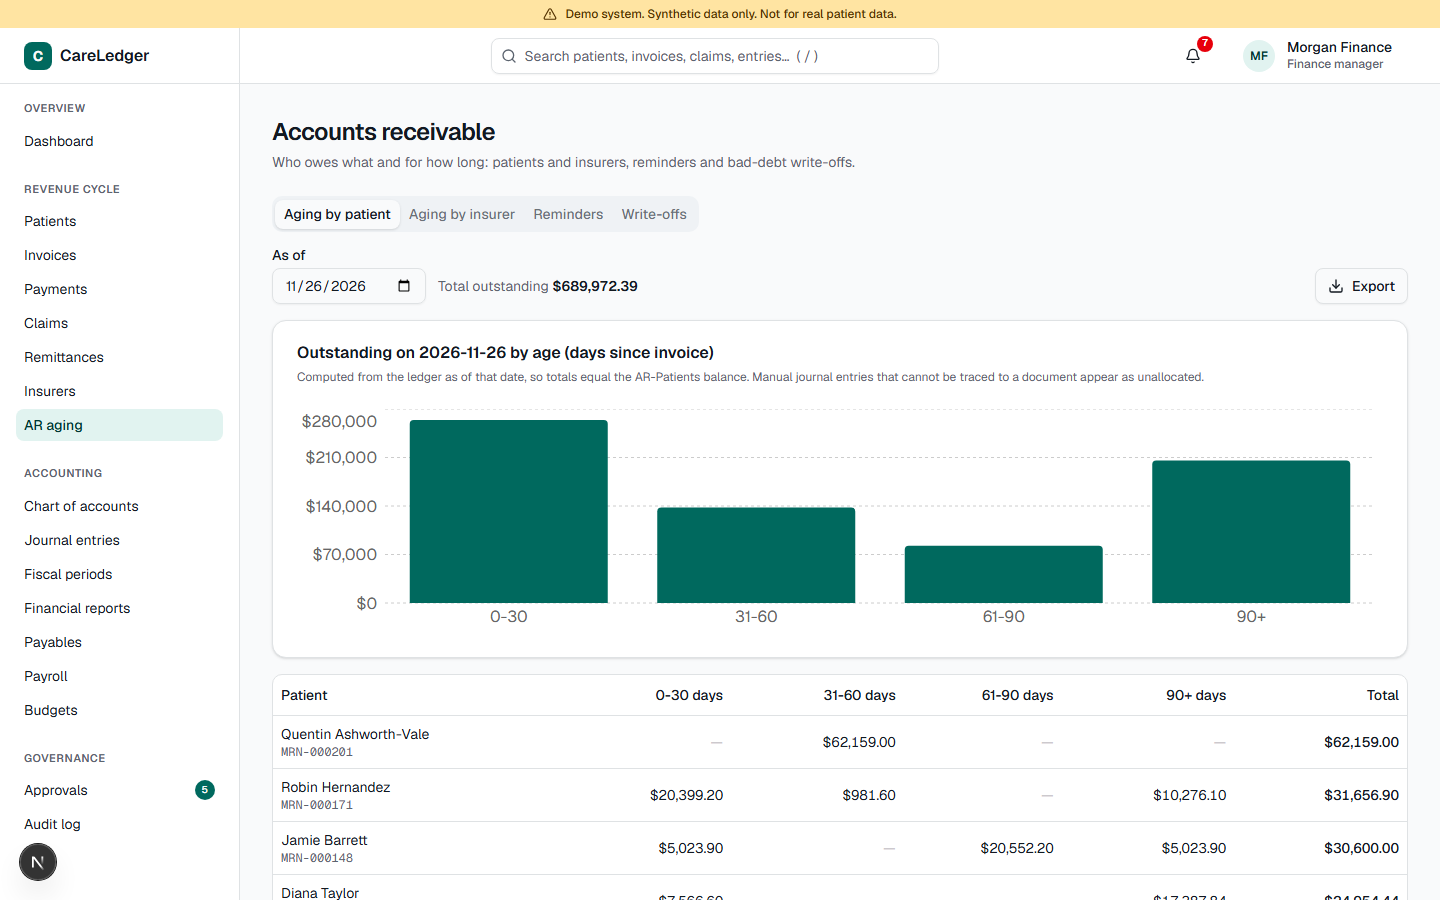 Demo system. Synthetic data only. Not for real patient data.
C CareLedger
Search patients, invoices, claims, entries… ( / )
7
MF
Morgan Finance
Finance manager
OVERVIEW
Dashboard
REVENUE CYCLE
Patients
Invoices
Payments
Claims
Remittances
Insurers
AR aging
ACCOUNTING
Chart of accounts
Journal entries
Fiscal periods
Financial reports
Payables
Payroll
Budgets
GOVERNANCE
Approvals 5
Audit log
N
Accounts receivable
Who owes what and for how long: patients and insurers, reminders and bad-debt write-offs.
Aging by patient Aging by insurer Reminders Write-offs
As of
11/26/2026 Total outstanding $689,972.39 Export
Outstanding on 2026-11-26 by age (days since invoice)
Computed from the ledger as of that date, so totals equal the AR-Patients balance. Manual journal entries that cannot be traced to a document appear as unallocated.
$280,000
$210,000
$140,000
$70,000
$0
0-30 31-60 61-90 90+
Patient 0-30 days 31-60 days 61-90 days 90+ days Total
Quentin Ashworth-Vale
MRN-000201
— $62,159.00 — — $62,159.00
Robin Hernandez
MRN-000171
$20,399.20 $981.60 — $10,276.10 $31,656.90
Jamie Barrett
MRN-000148
$5,023.90 — $20,552.20 $5,023.90 $30,600.00
Diana Taylor